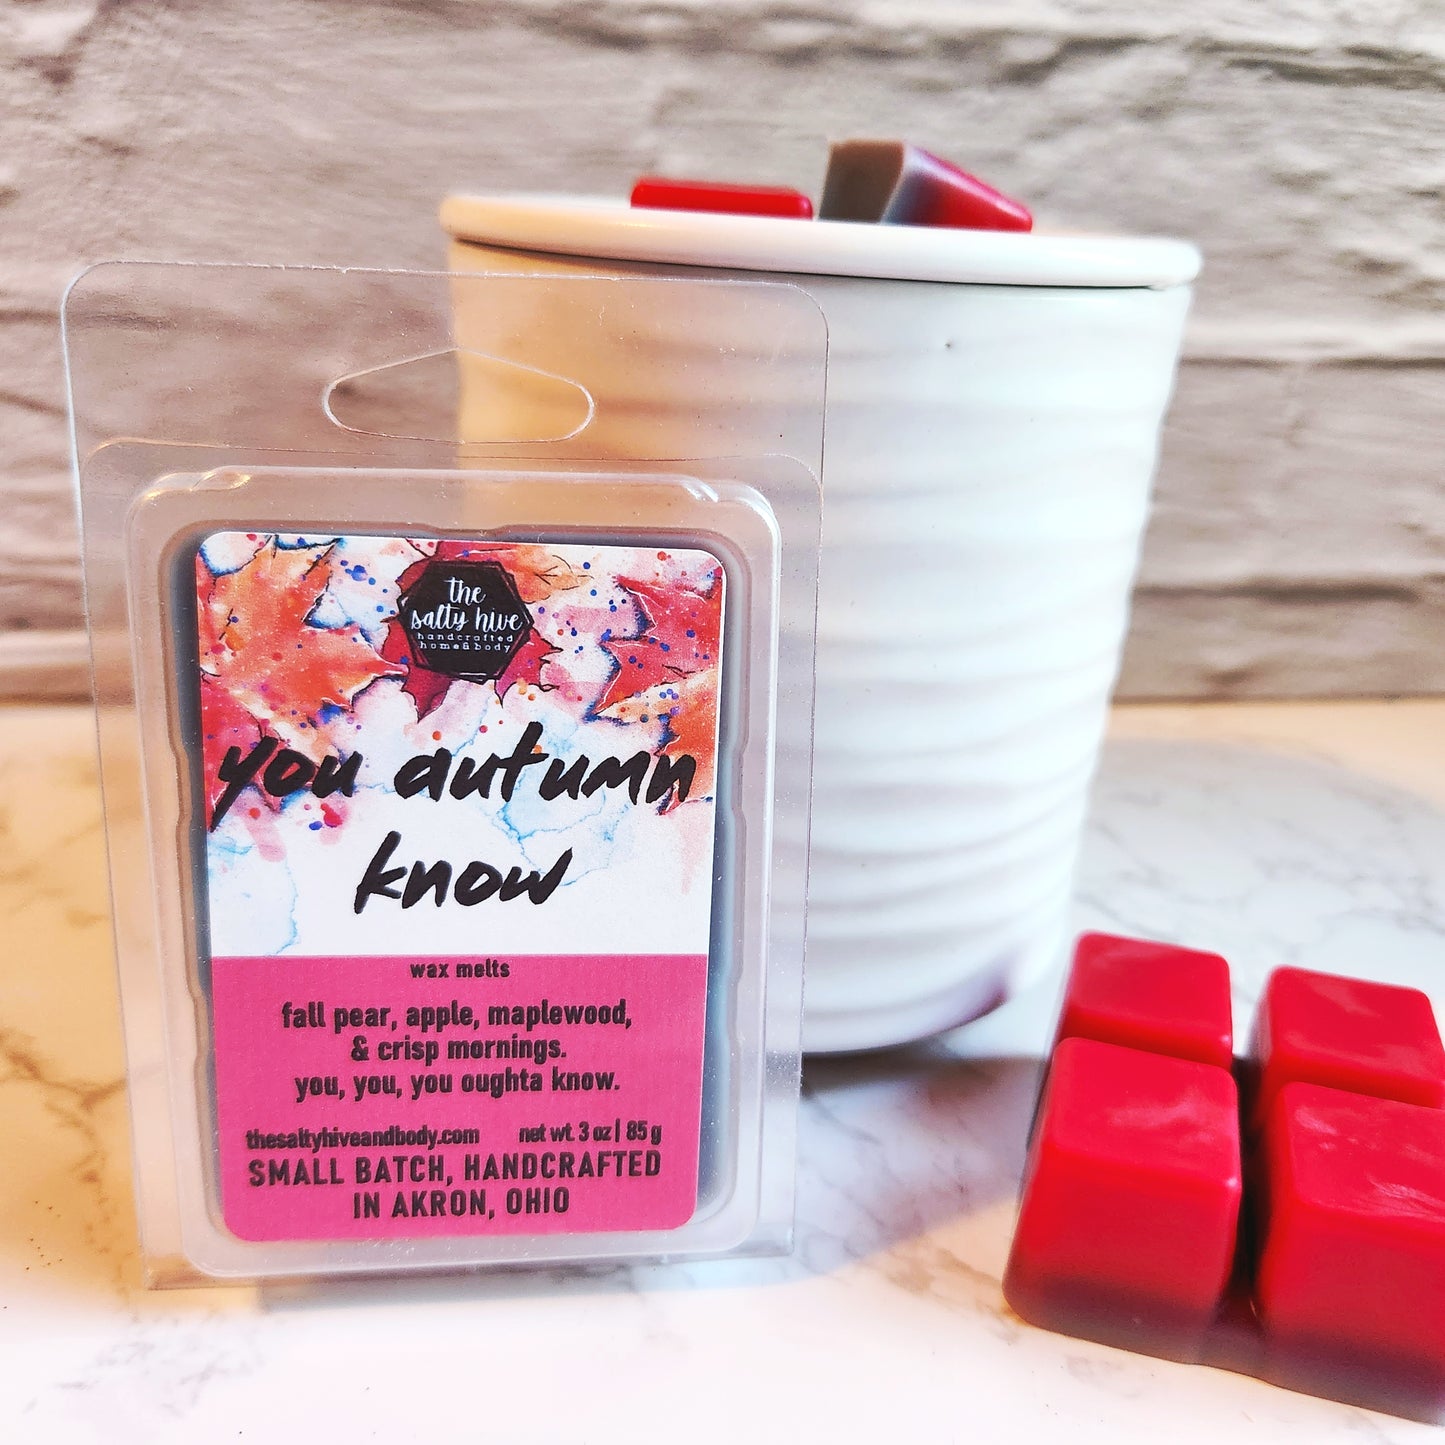 the
salty hive
handcrafted
home&body
you autumn
know
wax melts
fall pear, apple, maplewood,
& crisp mornings.
you, you, you oughta know.
thesaltyhiveandbody.com net wt. 3 oz | 85 g
SMALL BATCH, HANDCRAFTED
IN AKRON, OHIO